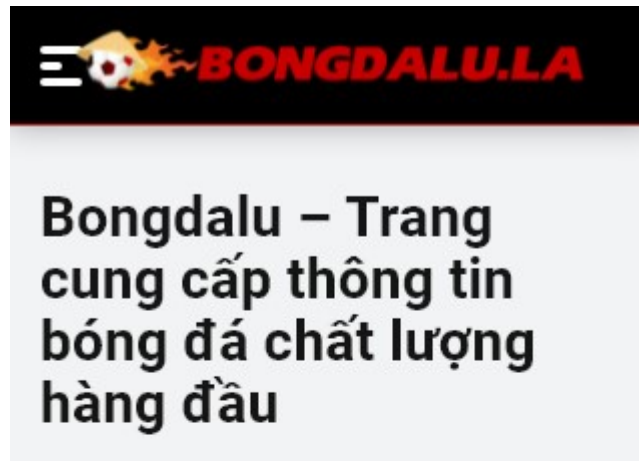 BONGDALU.LA
Bongdalu – Trang
cung cấp thông tin
bóng đá chất lượng
hàng đầu